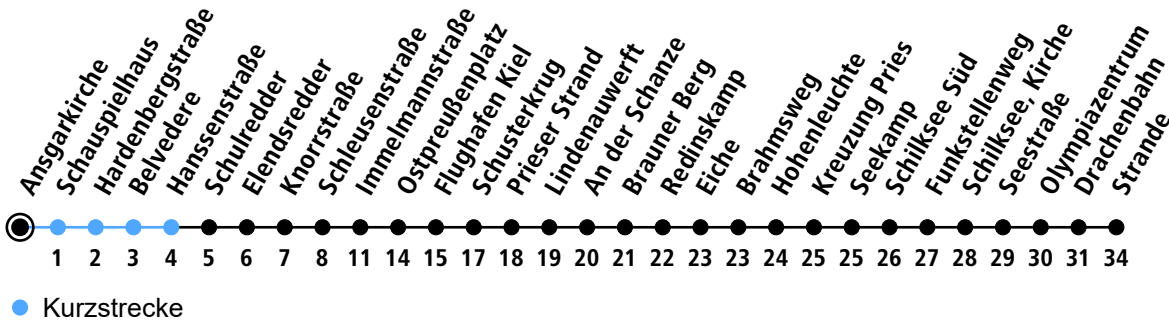 Ansgarkirche
Schauspielhaus
Hardenbergstraße
Belvedere
Hanssenstraße
Schulredder
Elendsredder
Knorrstraße
Schleusenstraße
Immelmannstraße
Ostpreußenplatz
Flughafen Kiel
Schusterkrug
Prieser Strand
Lindenauwerft
An der Schanze
Brauner Berg
Redinskamp
Eiche
Brahmsweg
Hohenleuchte
Kreuzung Pries
Seekamp
Schilksee Süd
Funkstellenweg
Schilksee, Kirche
Seestraße
Olympiazentrum
Drachenbahn
Strande
1 2 3 4 5 6 7 8 11 14 15 17 18 19 20 21 22 23 23 24 25 25 26 27 28 29 30 31 34
Kurzstrecke